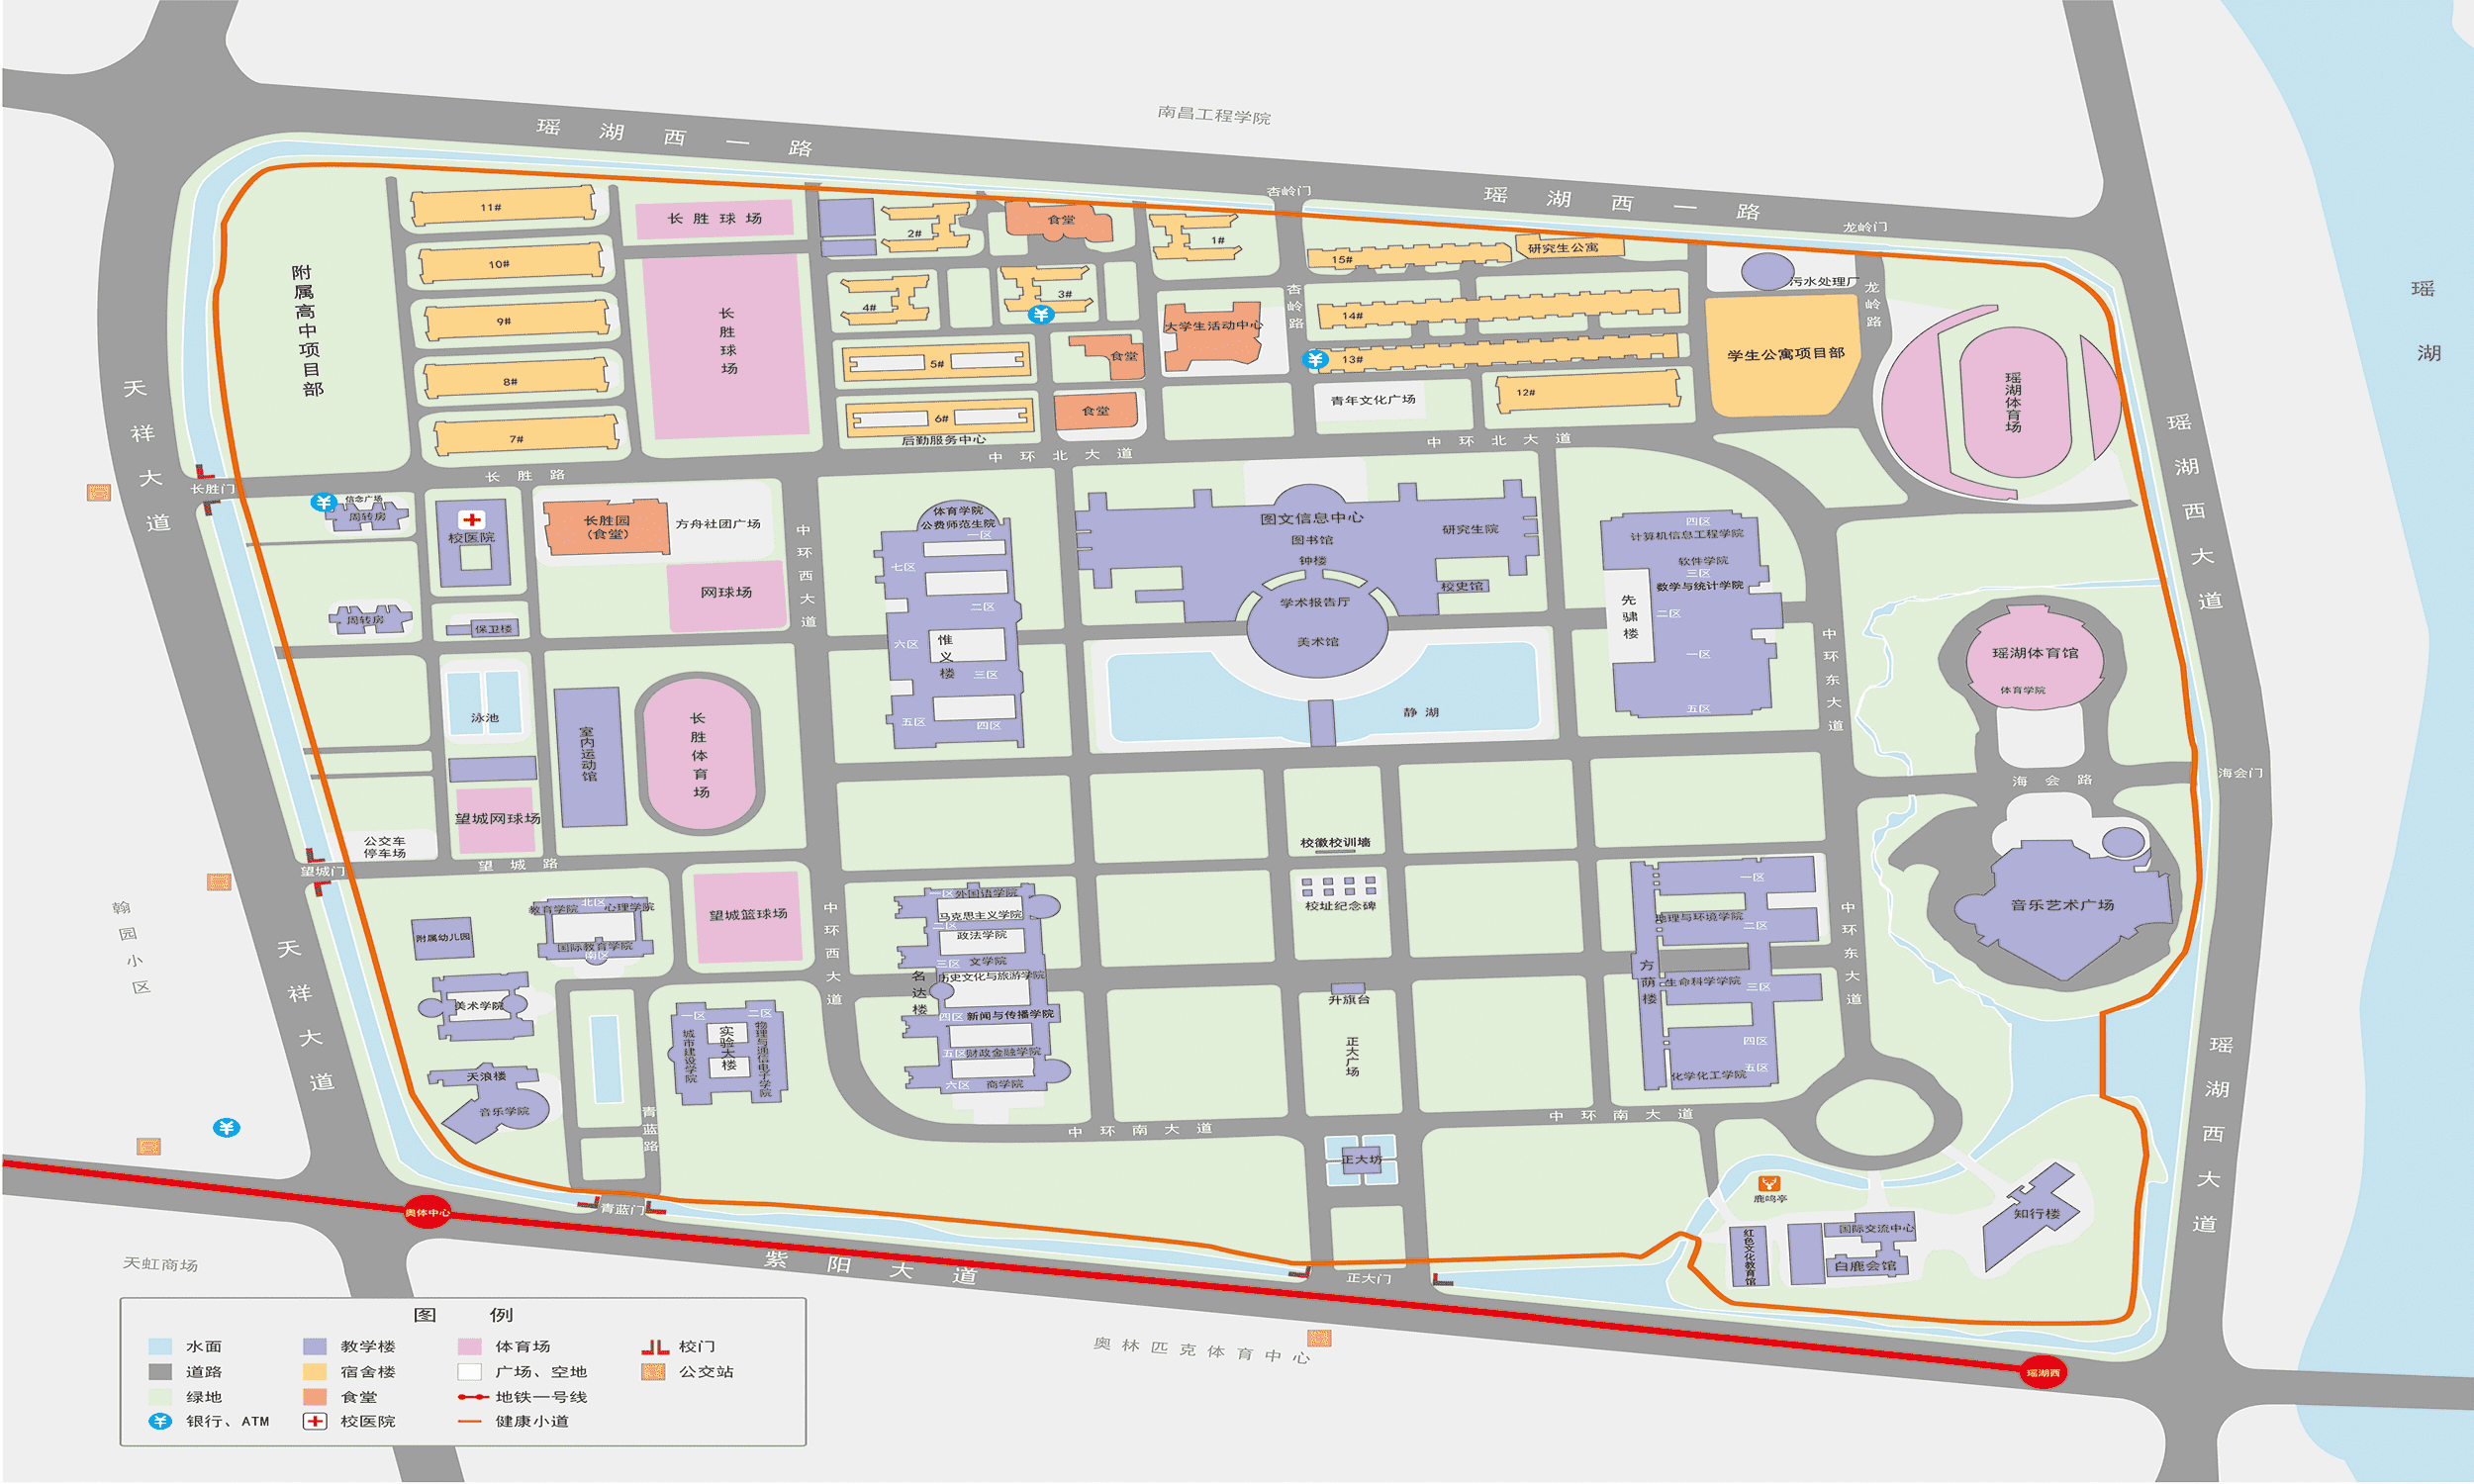 南昌工程学院
瑶湖西一路
瑶湖西一路
杏岭门
龙岭门
瑶湖
附属高中项目部
11#
10#
9#
8#
7#
长胜球场
长胜球场
2#
食堂
1#
4#
3#
5#
6#
后勤服务中心
食堂
食堂
大学生活动中心
杏岭路
15#
研究生公寓
14#
13#
12#
青年文化广场
污水处理厂
龙岭路
学生公寓项目部
瑶湖体育场
天祥大道
瑶湖西大道
长胜门
长胜路
中环北大道
中环北大道
信念广场
周转房
校医院
长胜园
(食堂)
方舟社团广场
网球场
中环西大道
周转房
保卫楼
泳池
室内运动馆
长胜体育场
望城网球场
公交车
停车场
望城门
望城路
体育学院
公费师范生院
一区
七区
二区
六区
惟义楼
三区
五区
四区
图文信息中心
图书馆
钟楼
研究生院
校史馆
学术报告厅
美术馆
静湖
四区
计算机信息工程学院
软件学院
三区
数学与统计学院
先骕楼
二区
一区
五区
中环东大道
瑶湖体育馆
体育学院
海会路
海会门
音乐艺术广场
校徽校训墙
校址纪念碑
升旗台
正大广场
翰园小区
天祥大道
附属幼儿园
教育学院
北区
心理学院
国际教育学院
南区
望城篮球场
美术学院
天浪楼
音乐学院
青蓝路
一区
二区
城市建设学院
实验大楼
物理与通信电子学院
中环西大道
一区
外国语学院
马克思主义学院
二区
政法学院
三区
文学院
历史文化与旅游学院
名达楼
四区
新闻与传播学院
五区
财政金融学院
六区
商学院
中环南大道
中环南大道
一区
地理与环境学院
二区
方荫楼
生命科学学院
三区
四区
五区
化学化工学院
中环东大道
瑶湖西大道
正大坊
鹿鸣亭
红色文化教育馆
国际交流中心
白鹿会馆
知行楼
奥体中心
青蓝门
正大门
紫阳大道
天虹商场
奥林匹克体育中心
瑶湖西
图例
水面
教学楼
体育场
校门
道路
宿舍楼
广场、空地
公交站
绿地
食堂
地铁一号线
银行、ATM
校医院
健康小道